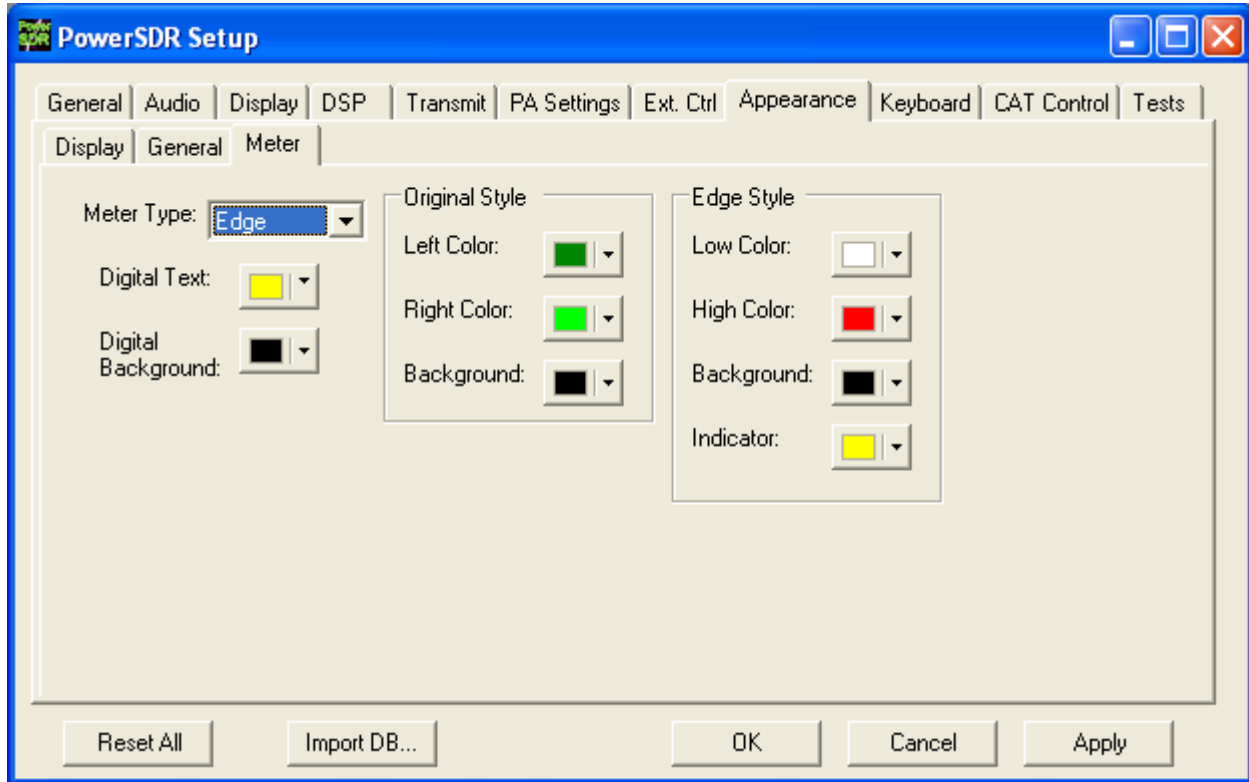 Power SDR PowerSDR Setup
General Audio Display DSP Transmit PA Settings Ext. Ctrl Appearance Keyboard CAT Control Tests
Display General Meter
Meter Type: Edge
Digital Text:
Digital
Background:
Original Style
Left Color:
Right Color:
Background:
Edge Style
Low Color:
High Color:
Background:
Indicator:
Reset All Import DB... OK Cancel Apply